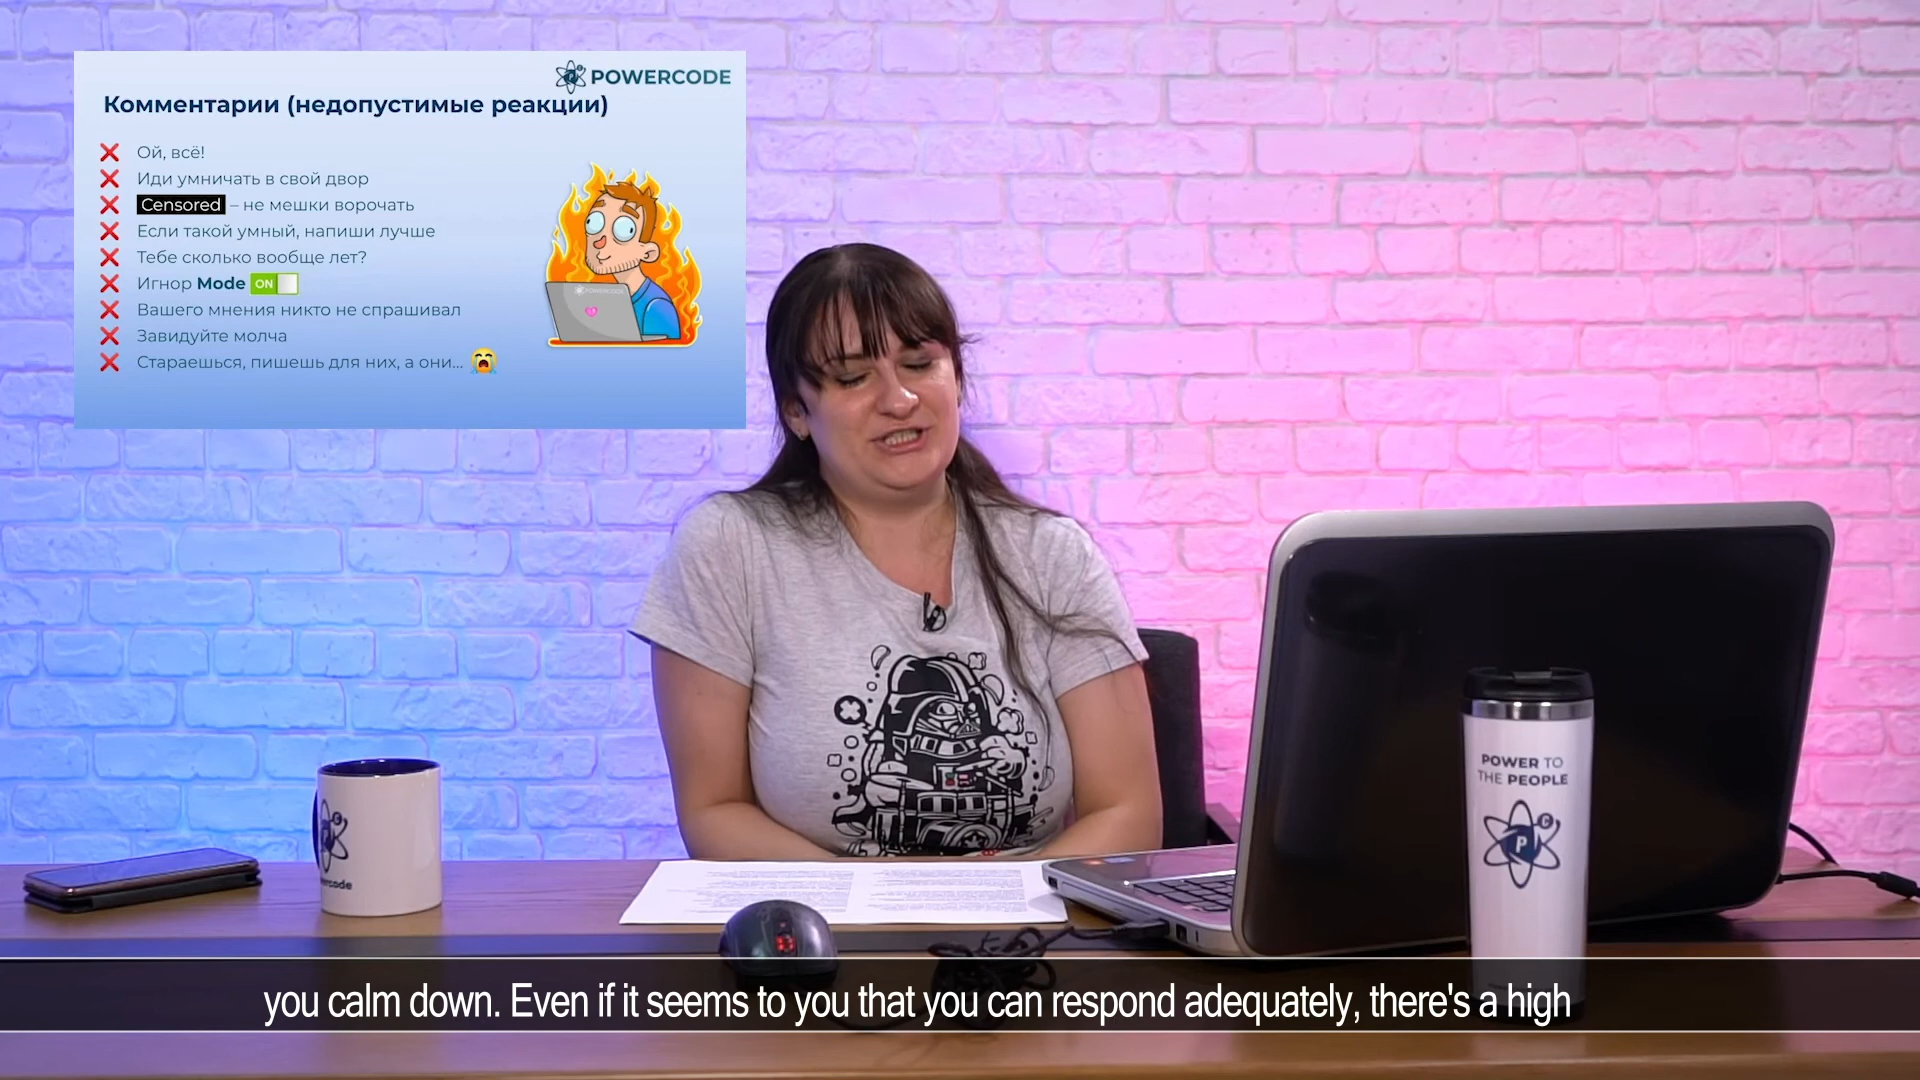 POWERCODE
Комментарии (недопустимые реакции)
Ой, всё!
Иди умничать в свой двор
Censored – не мешки ворочать
Если такой умный, напиши лучше
Тебе сколько вообще лет?
Игнор Mode ON
Вашего мнения никто не спрашивал
Завидуйте молча
Стараешься, пишешь для них, а они...
POWER TO
THE PEOPLE
P
you calm down. Even if it seems to you that you can respond adequately, there's a high